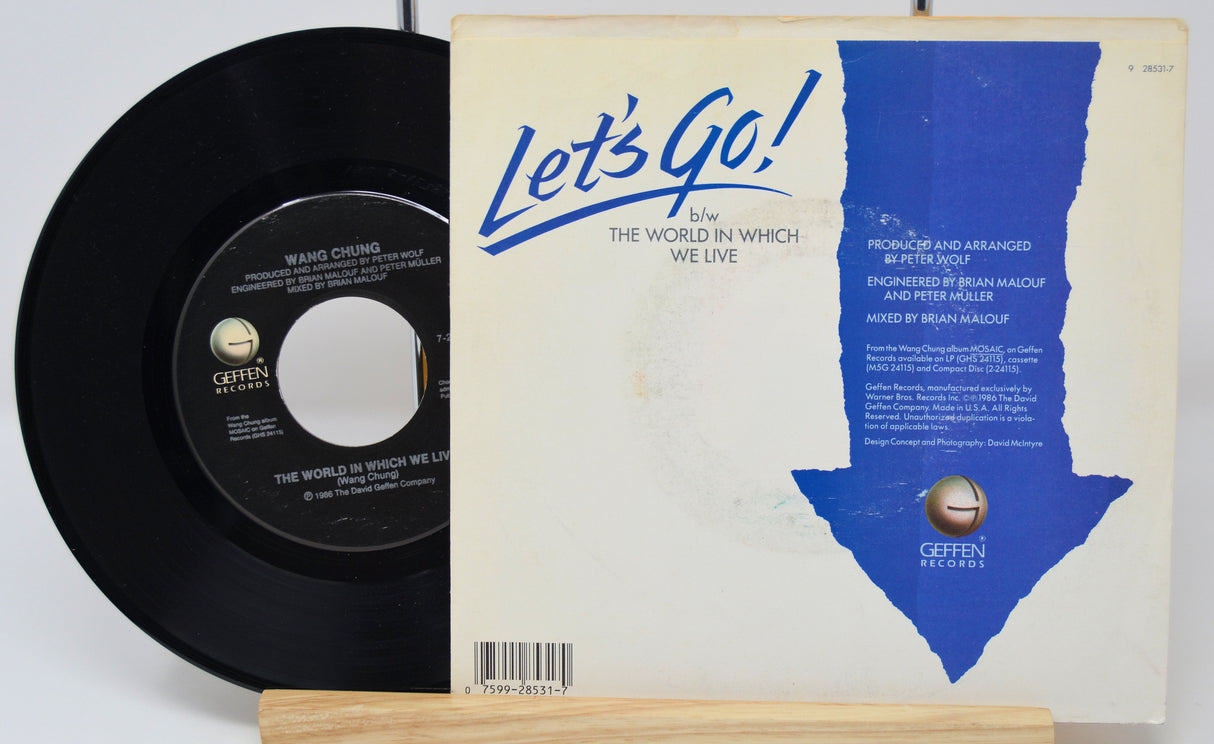 WANG CHUNG
PRODUCED AND ARRANGED BY PETER WOLF
ENGINEERED BY BRIAN MALOUF AND PETER MÜLLER
MIXED BY BRIAN MALOUF
GEFFEN
RECORDS
From the
Wang Chung album
MOSAIC on Geffen
Records (GHS 24115)
THE WORLD IN WHICH WE LIV
(Wang Chung)
℗ 1986 The David Geffen Company
Let's Go!
b/w
THE WORLD IN WHICH
WE LIVE
9 28531-7
PRODUCED AND ARRANGED
BY PETER WOLF
ENGINEERED BY BRIAN MALOUF
AND PETER MÜLLER
MIXED BY BRIAN MALOUF
From the Wang Chung album MOSAIC, on Geffen
Records available on LP (GHS 24115), cassette
(M5G 24115) and Compact Disc (2-24115).
Geffen Records, manufactured exclusively by
Warner Bros. Records Inc. ©℗ 1986 The David
Geffen Company. Made in U.S.A. All Rights
Reserved. Unauthorized duplication is a viola-
tion of applicable laws.
Design Concept and Photography: David McIntyre
GEFFEN®
RECORDS
0 7599-28531-7